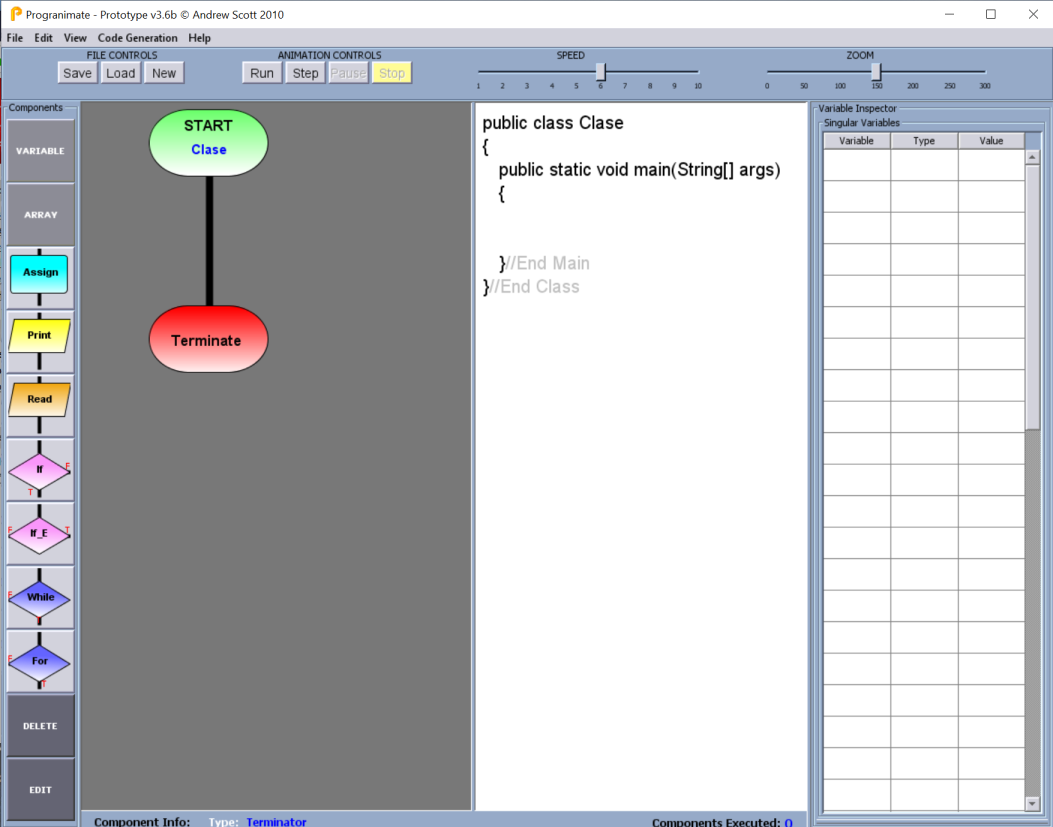 Progranimate - Prototype v3.6b © Andrew Scott 2010
File Edit View Code Generation Help
FILE CONTROLS
Save Load New
ANIMATION CONTROLS
Run Step Pause Stop
SPEED
1 2 3 4 5 6 7 8 9 10
ZOOM
0 50 100 150 200 250 300
Components
VARIABLE
ARRAY
Assign
Print
Read
If
F
T
F
If_E
T
F
While
T
F
For
T
DELETE
EDIT
START
Clase
Terminate
public class Clase
{
public static void main(String[] args)
{
}//End Main
}//End Class
Variable Inspector
Singular Variables
Variable Type Value
Component Info: Type: Terminator
Components Executed: 0